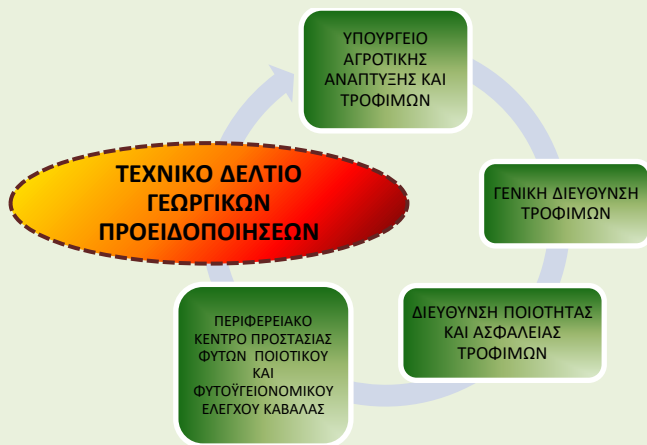 ΥΠΟΥΡΓΕΙΟ
ΑΓΡΟΤΙΚΗΣ
ΑΝΑΠΤΥΞΗΣ ΚΑΙ
ΤΡΟΦΙΜΩΝ
ΓΕΝΙΚΗ ΔΙΕΥΘΥΝΣΗ
ΤΡΟΦΙΜΩΝ
ΔΙΕΥΘΥΝΣΗ ΠΟΙΟΤΗΤΑΣ
ΚΑΙ ΑΣΦΑΛΕΙΑΣ
ΤΡΟΦΙΜΩΝ
ΠΕΡΙΦΕΡΕΙΑΚΟ
ΚΕΝΤΡΟ ΠΡΟΣΤΑΣΙΑΣ
ΦΥΤΩΝ ΠΟΙΟΤΙΚΟΥ
ΚΑΙ
ΦΥΤΟΫΓΕΙΟΝΟΜΙΚΟΥ
ΕΛΕΓΧΟΥ ΚΑΒΑΛΑΣ
ΤΕΧΝΙΚΟ ΔΕΛΤΙΟ
ΓΕΩΡΓΙΚΩΝ
ΠΡΟΕΙΔΟΠΟΙΗΣΕΩΝ